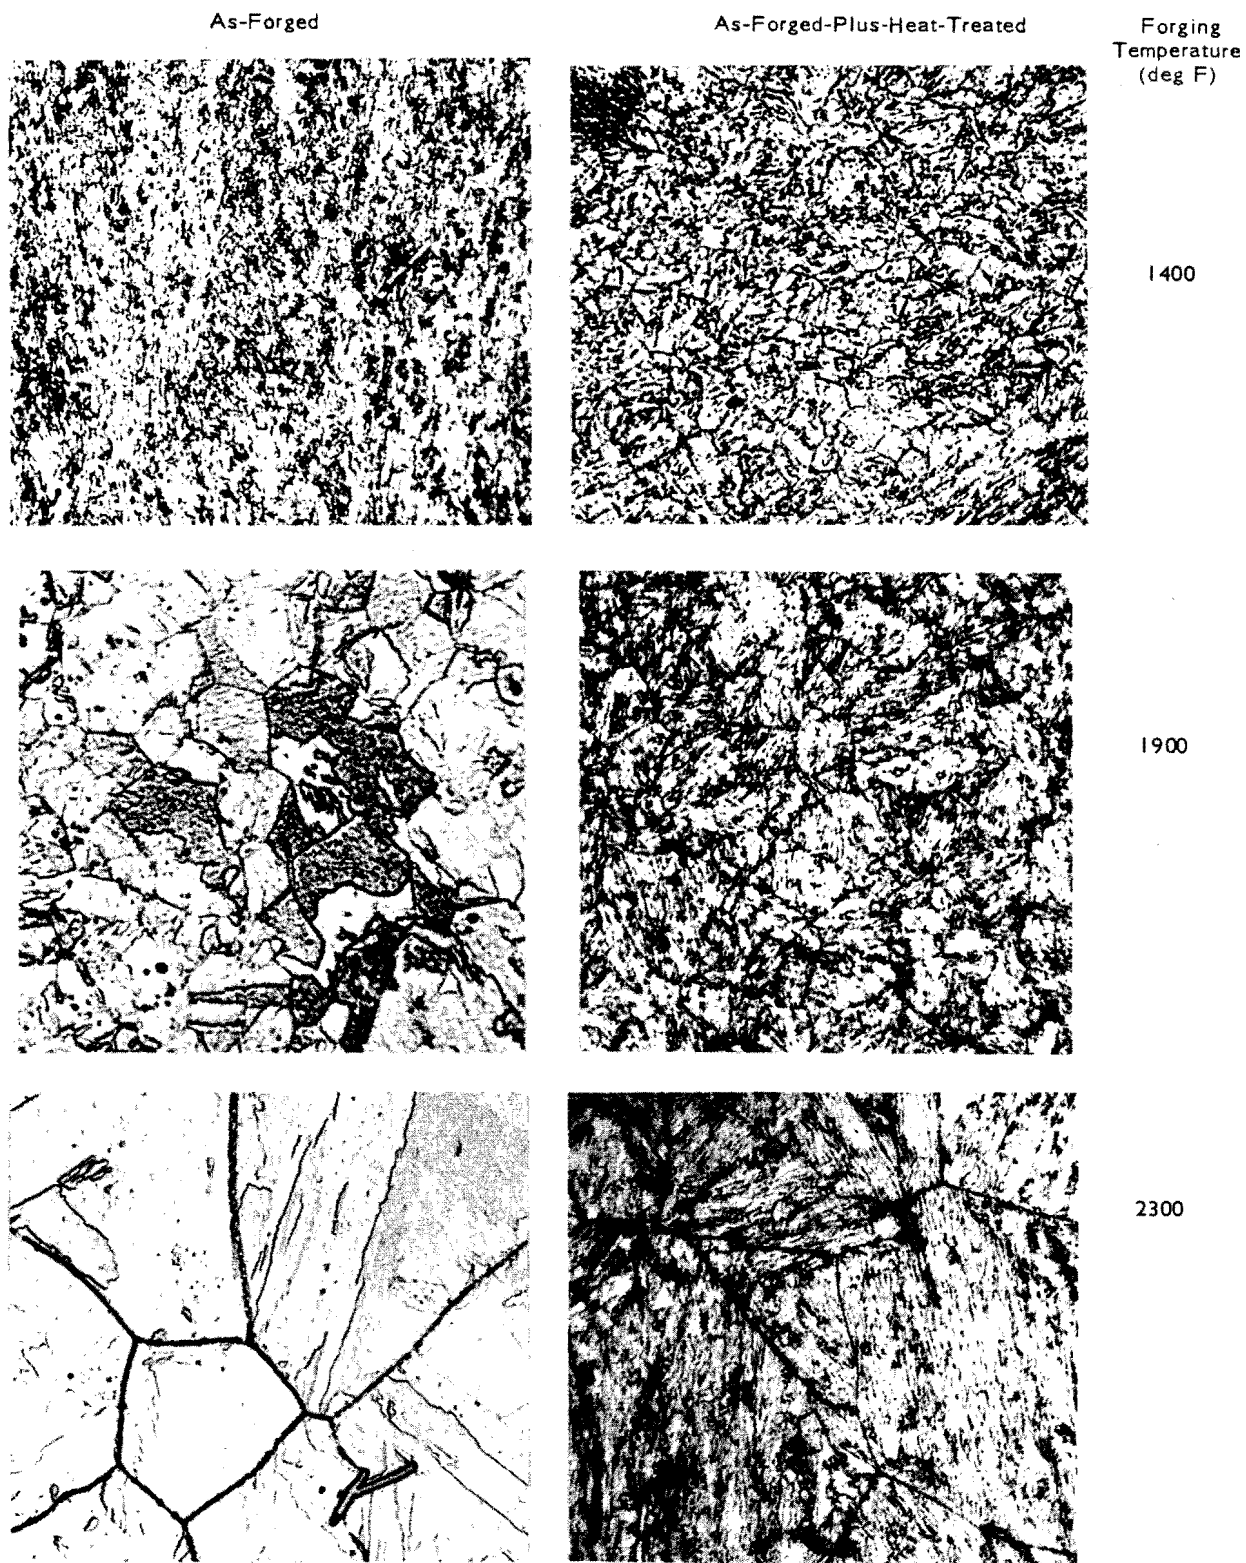 As-Forged
As-Forged-Plus-Heat-Treated
Forging
Temperature
(deg F)
1400
1900
2300